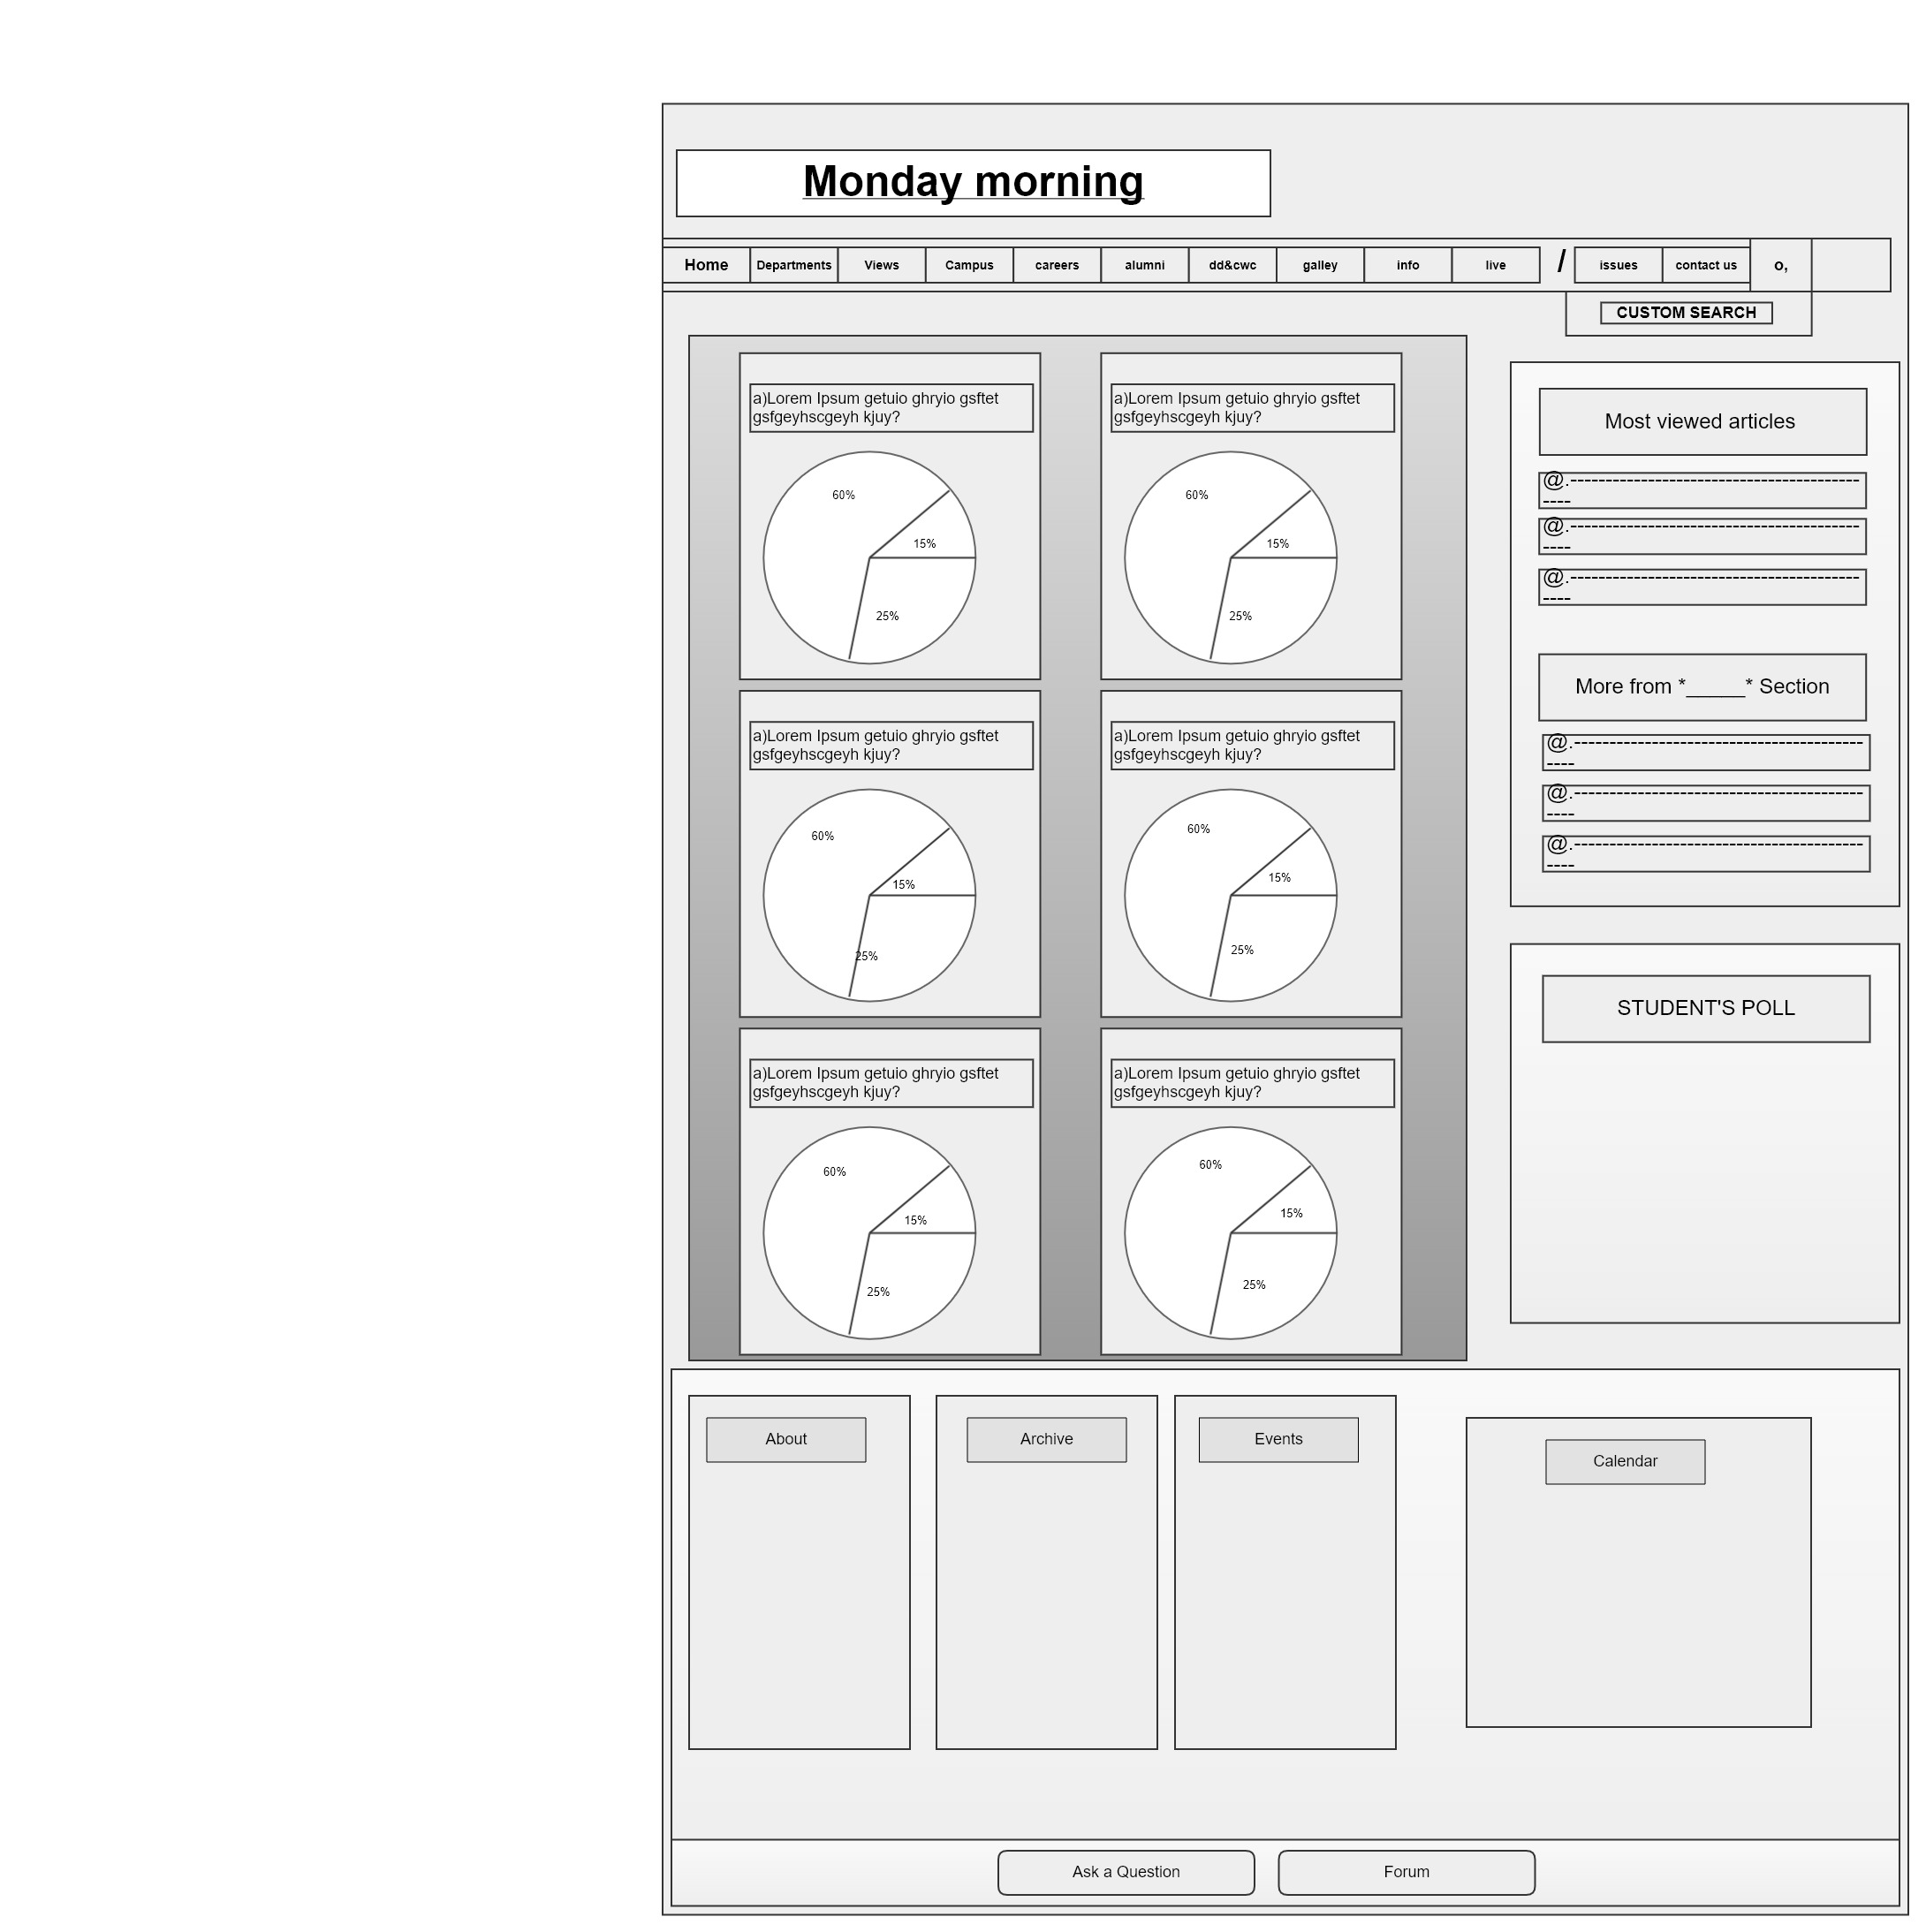 Monday morning
Home Departments Views Campus careers alumni dd&cwc galley info live / issues contact us o,
CUSTOM SEARCH
a)Lorem Ipsum getuio ghryio gsftet
gsfgeyhscgeyh kjuy?
60%
15%
25%
a)Lorem Ipsum getuio ghryio gsftet
gsfgeyhscgeyh kjuy?
60%
15%
25%
a)Lorem Ipsum getuio ghryio gsftet
gsfgeyhscgeyh kjuy?
60%
15%
25%
a)Lorem Ipsum getuio ghryio gsftet
gsfgeyhscgeyh kjuy?
60%
15%
25%
a)Lorem Ipsum getuio ghryio gsftet
gsfgeyhscgeyh kjuy?
60%
15%
25%
a)Lorem Ipsum getuio ghryio gsftet
gsfgeyhscgeyh kjuy?
60%
15%
25%
Most viewed articles
@.-----------------------------------------
----
@.-----------------------------------------
----
@.-----------------------------------------
----
More from *_____* Section
@.-----------------------------------------
----
@.-----------------------------------------
----
@.-----------------------------------------
----
STUDENT'S POLL
About
Archive
Events
Calendar
Ask a Question
Forum